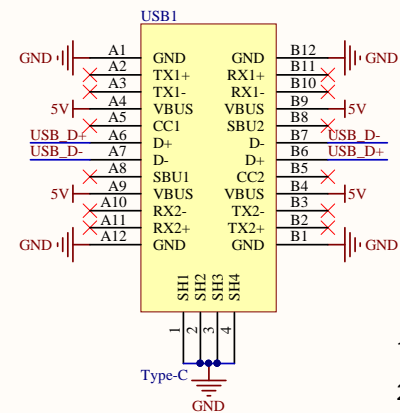 USB1
GND A1 GND GND B12 GND
A2 TX1+ RX1+ B11
A3 TX1- RX1- B10
5V A4 VBUS VBUS B9 5V
A5 CC1 SBU2 B8
USB_D+ A6 D+ D- B7 USB_D-
USB_D- A7 D- D+ B6 USB_D+
A8 SBU1 CC2 B5
5V A9 VBUS VBUS B4 5V
A10 RX2- TX2- B3
A11 RX2+ TX2+ B2
GND A12 GND GND B1 GND
SH1 SH2 SH3 SH4
1 2 3 4
Type-C
GND